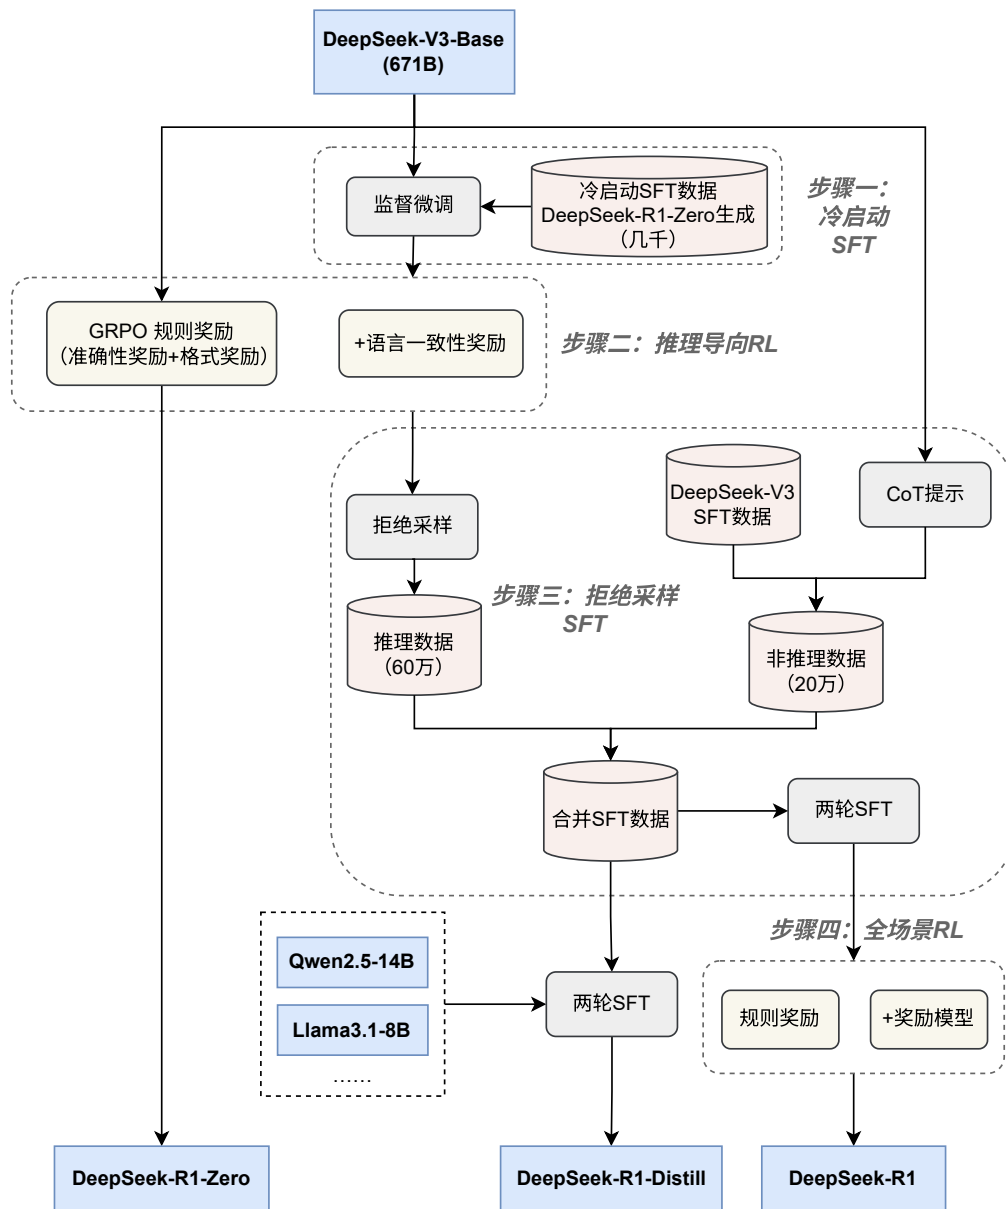 DeepSeek-V3-Base
(671B)
监督微调
冷启动SFT数据
DeepSeek-R1-Zero生成
（几千）
步骤一：
冷启动
SFT
GRPO 规则奖励
（准确性奖励+格式奖励）
+语言一致性奖励
步骤二：推理导向RL
DeepSeek-V3
SFT数据
CoT提示
拒绝采样
步骤三：拒绝采样
SFT
推理数据
（60万）
非推理数据
（20万）
合并SFT数据
两轮SFT
步骤四：全场景RL
Qwen2.5-14B
Llama3.1-8B
……
两轮SFT
规则奖励
+奖励模型
DeepSeek-R1-Zero
DeepSeek-R1-Distill
DeepSeek-R1